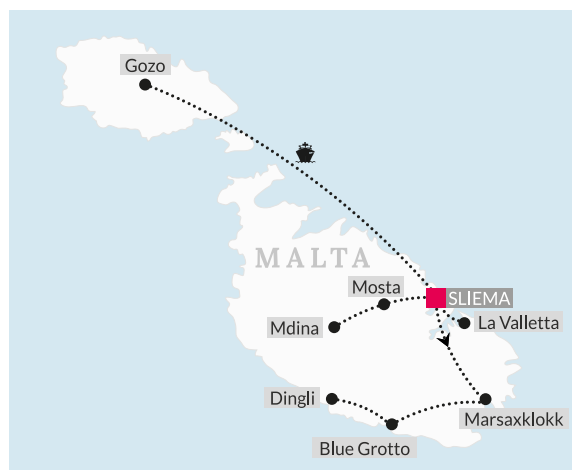 Gozo
MALTA
Mosta
SLIEMA
La Valletta
Mdina
Dingli
Marsaxklokk
Blue Grotto